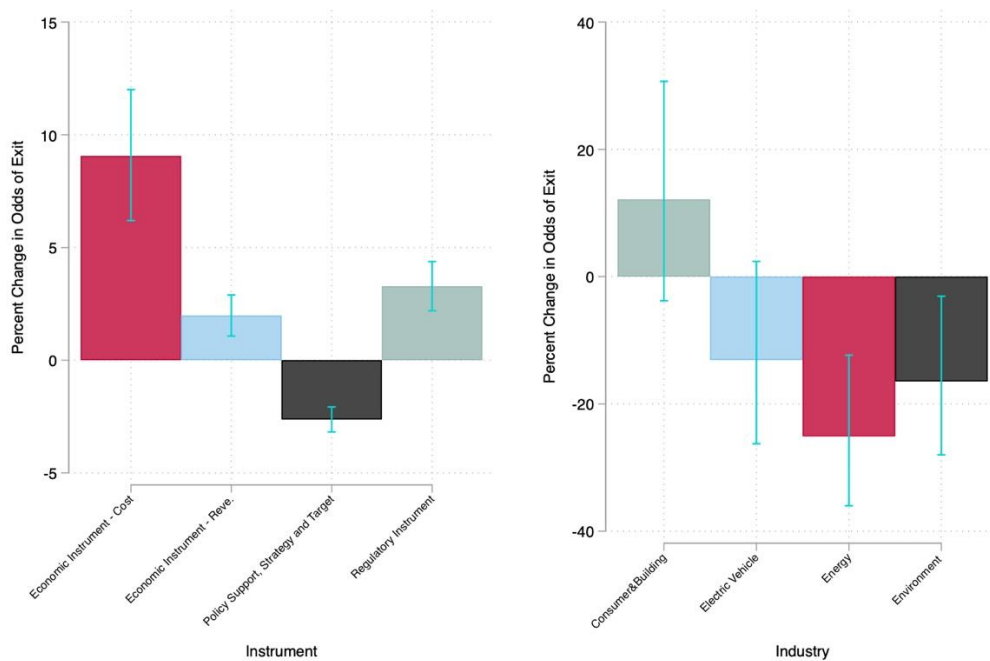 Percent Change in Odds of Exit
15
10
5
0
-5
Economic Instrument - Cost
Economic Instrument - Reve.
Policy Support, Strategy and Target
Regulatory Instrument
Instrument
Percent Change in Odds of Exit
40
20
0
-20
-40
Consumer&Building
Electric Vehicle
Energy
Environment
Industry